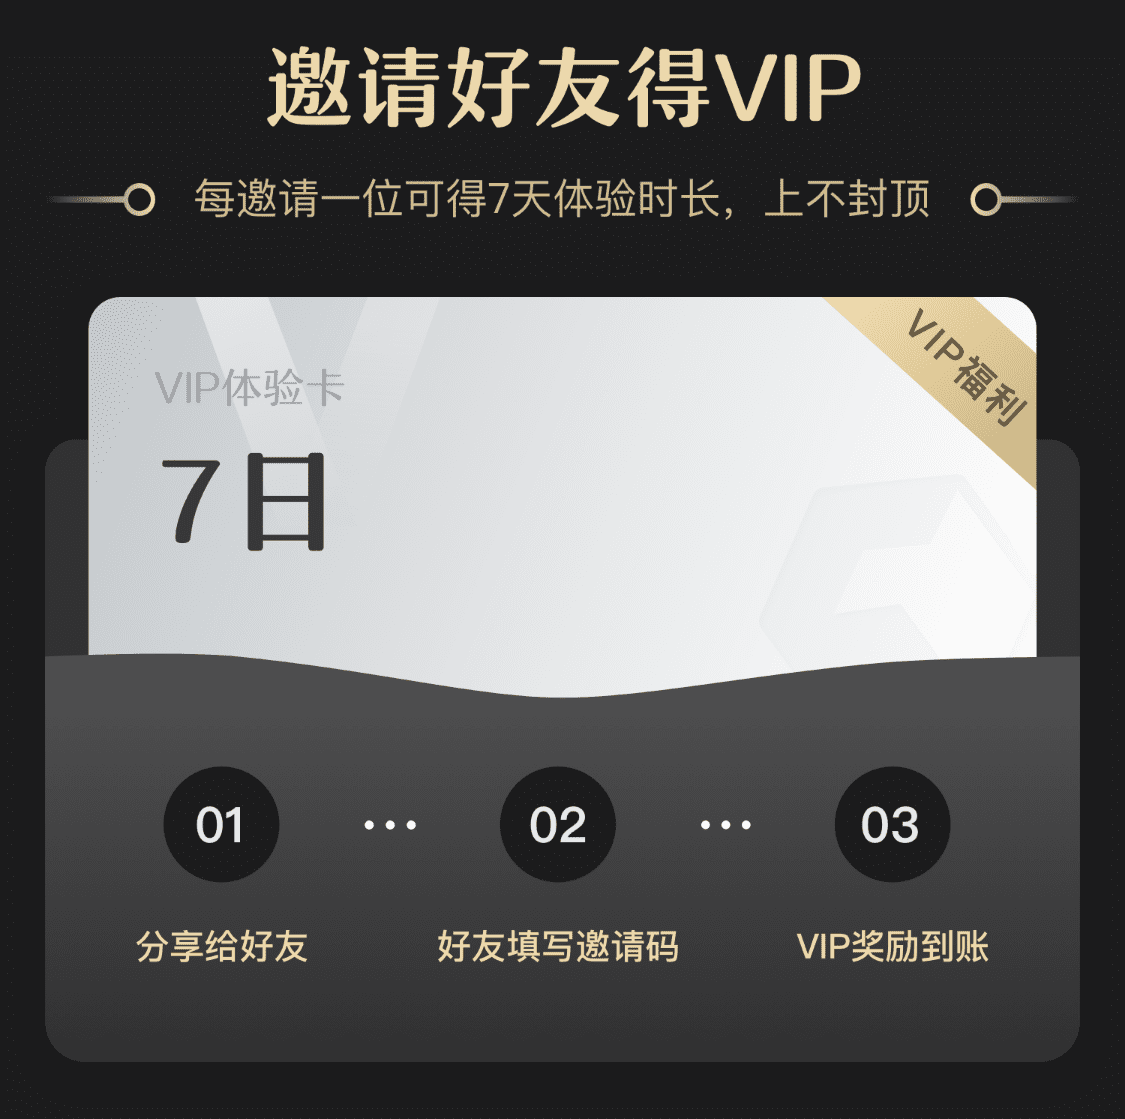 邀请好友得VIP
每邀请一位可得7天体验时长，上不封顶
VIP福利
VIP体验卡
7日
01 ... 02 ... 03
分享给好友 好友填写邀请码 VIP奖励到账